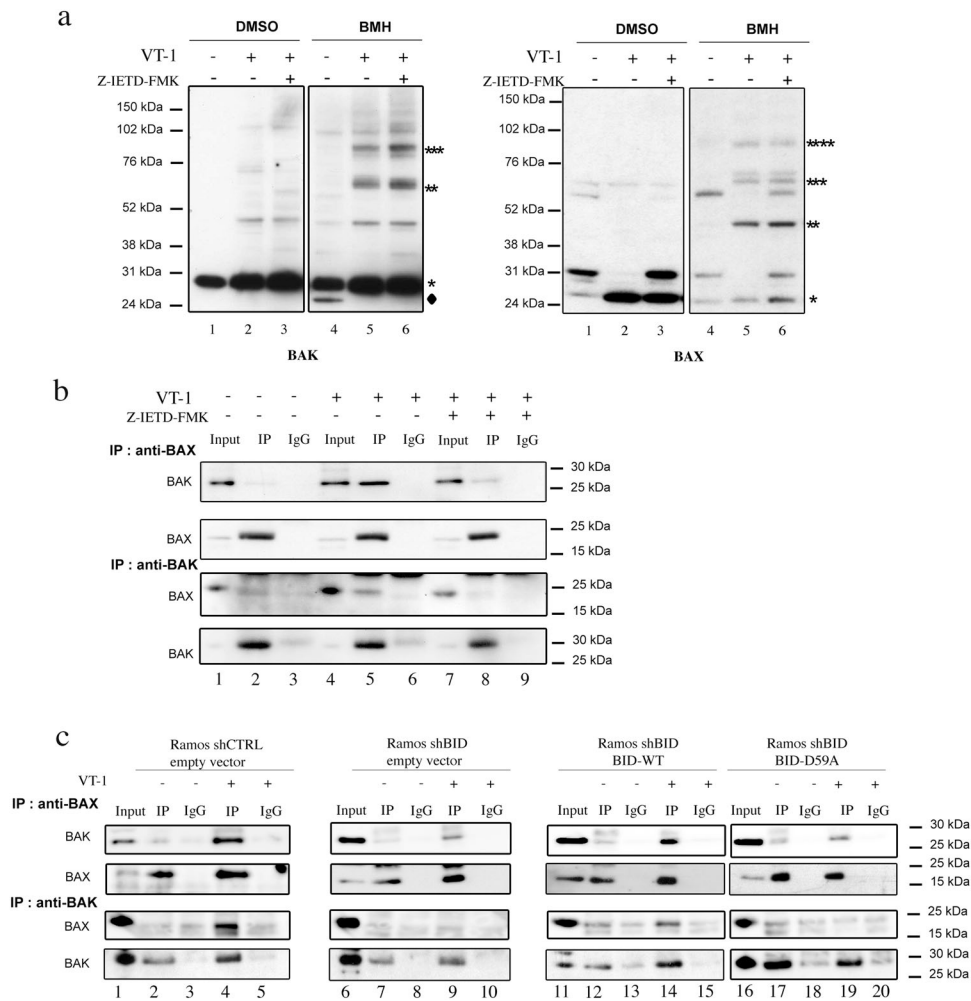 a
DMSO BMH DMSO BMH
VT-1 - + + - + + VT-1 - + + - + +
Z-IETD-FMK - - + - - + Z-IETD-FMK - - + - - +
150 kDa 150 kDa
102 kDa 102 kDa
*** ****
76 kDa 76 kDa
** ***
52 kDa 52 kDa
**
38 kDa 38 kDa
31 kDa 31 kDa
* 
24 kDa ♦ 24 kDa *
1 2 3 4 5 6 1 2 3 4 5 6
BAK BAX
b
VT-1 - - - + + + + + +
Z-IETD-FMK - - - - - - + + +
Input IP IgG Input IP IgG Input IP IgG
IP : anti-BAX
BAK 30 kDa
25 kDa
BAX 25 kDa
15 kDa
IP : anti-BAK
BAX 25 kDa
15 kDa
BAK 30 kDa
25 kDa
1 2 3 4 5 6 7 8 9
c
Ramos shCTRL Ramos shBID Ramos shBID Ramos shBID
empty vector empty vector BID-WT BID-D59A
VT-1 - - + + - - + + - - + + - - + +
IP : anti-BAX
Input IP IgG IP IgG Input IP IgG IP IgG Input IP IgG IP IgG Input IP IgG IP IgG
BAK 30 kDa
25 kDa
BAX 25 kDa
15 kDa
IP : anti-BAK
BAX 25 kDa
15 kDa
BAK 30 kDa
25 kDa
1 2 3 4 5 6 7 8 9 10 11 12 13 14 15 16 17 18 19 20